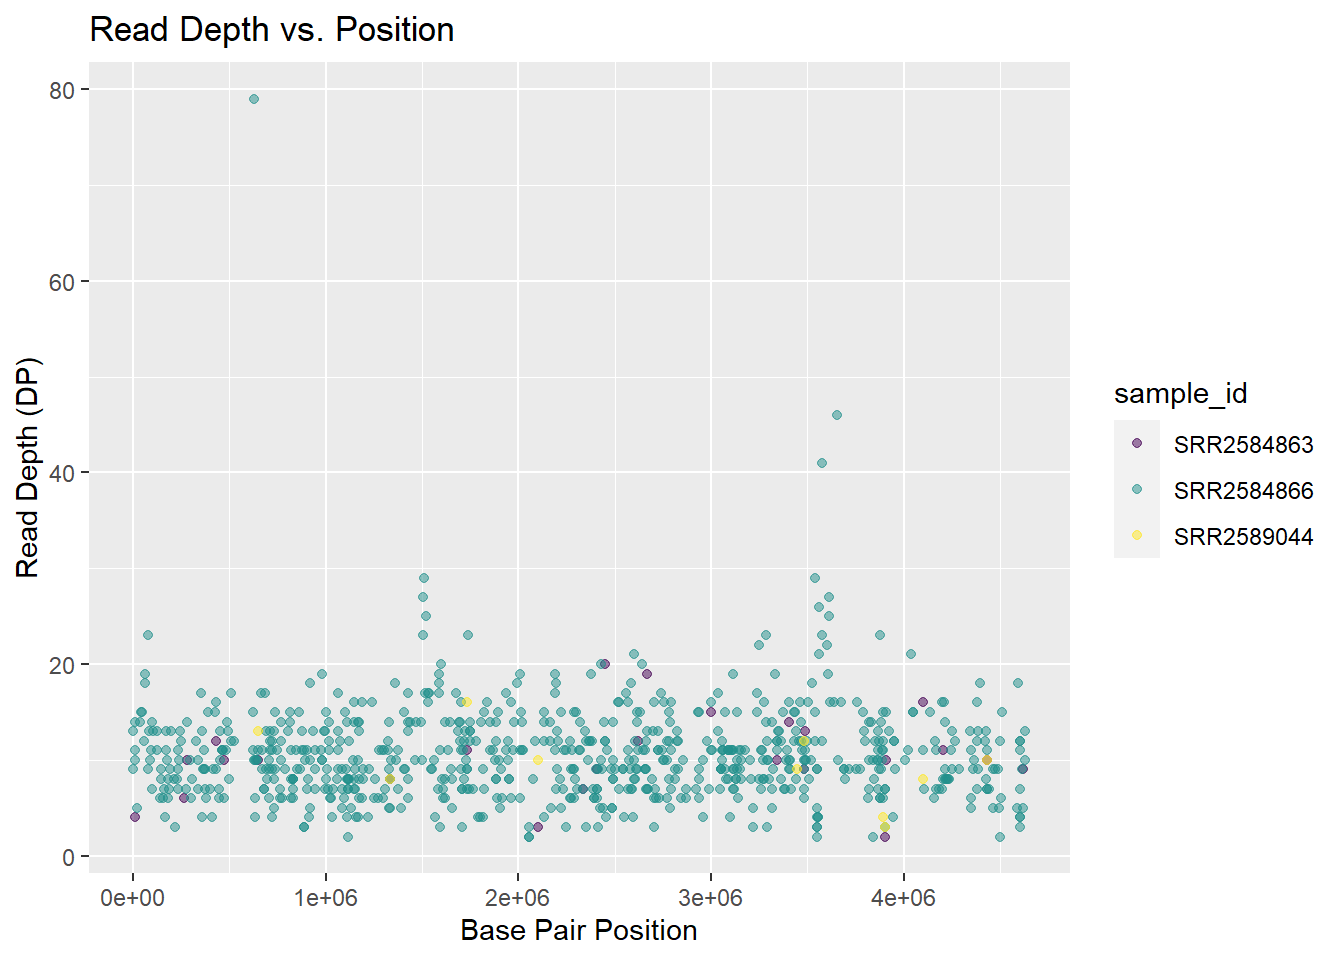 Read Depth vs. Position
80
60
40
20
0
Read Depth (DP)
0e+00 1e+06 2e+06 3e+06 4e+06
Base Pair Position
sample_id
SRR2584863
SRR2584866
SRR2589044